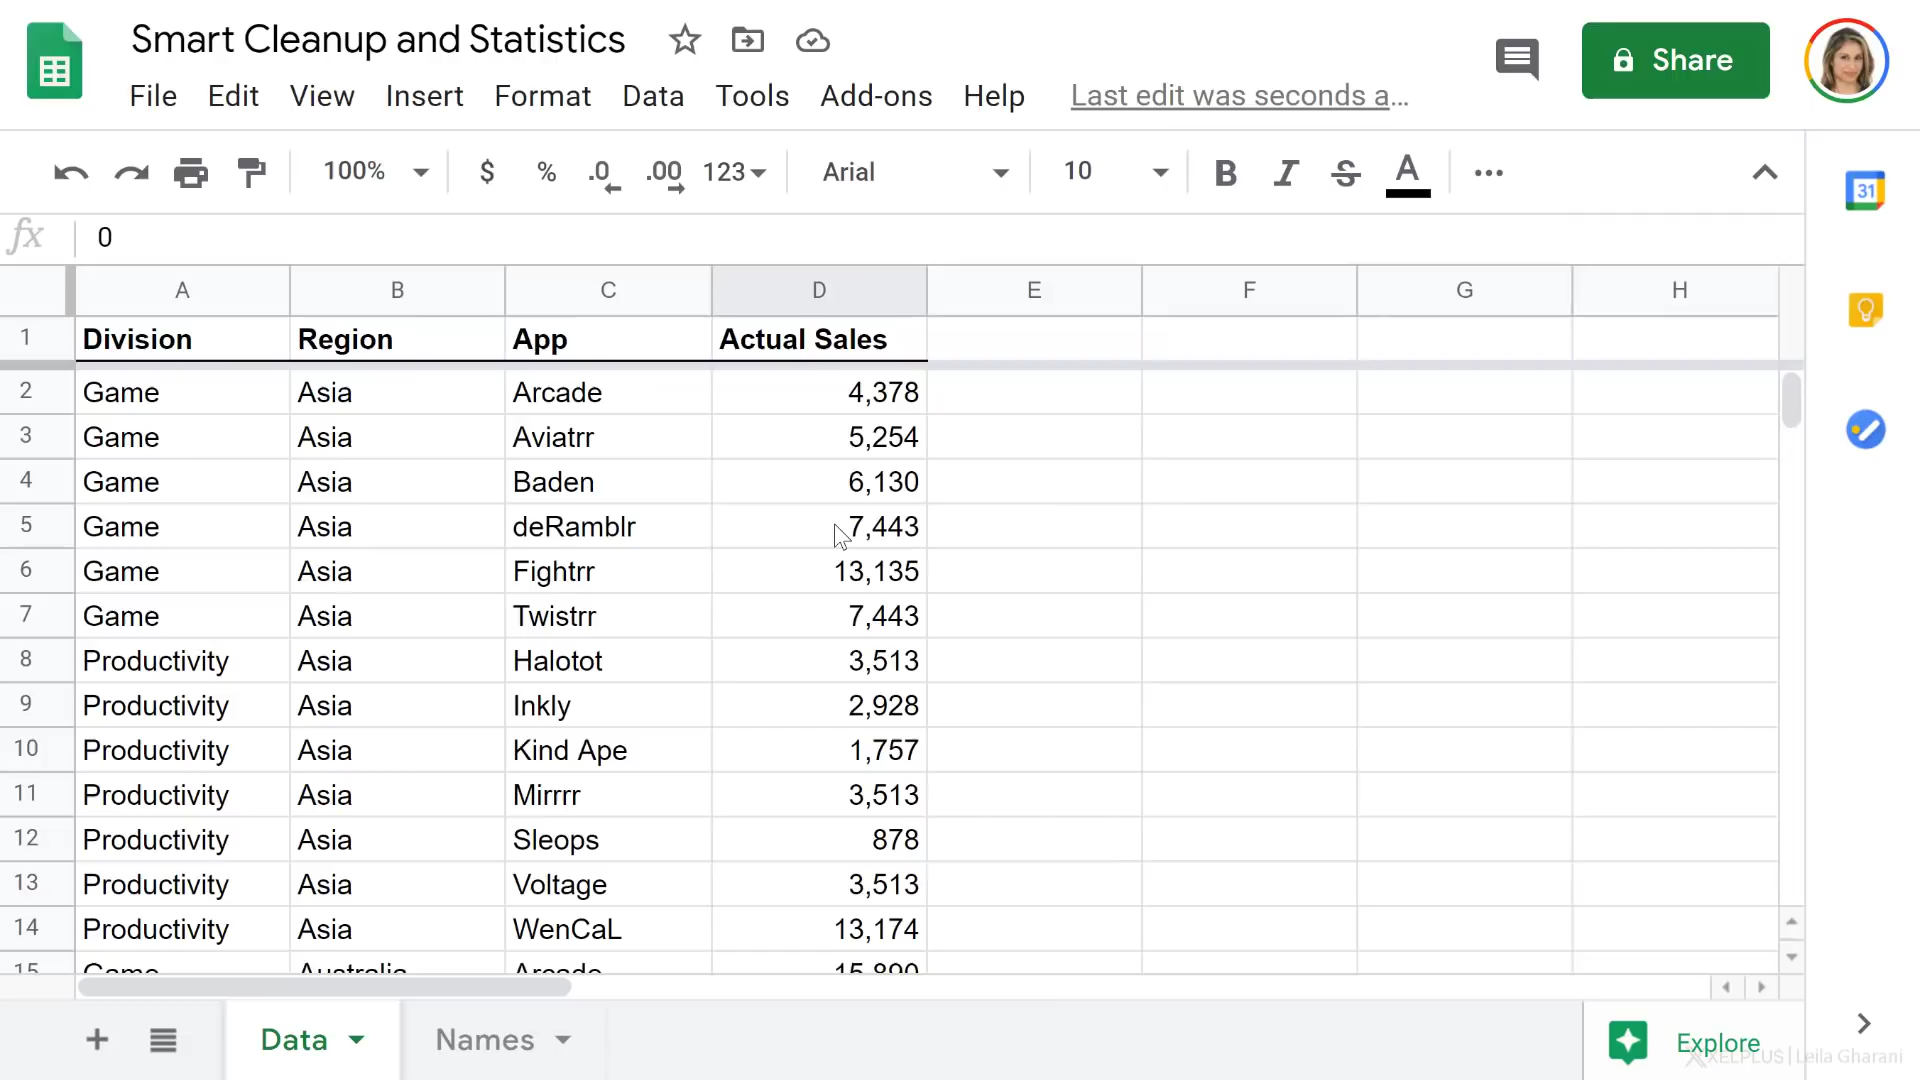 Smart Cleanup and Statistics
File Edit View Insert Format Data Tools Add-ons Help Last edit was seconds a...
Share
100% $ % .0 .00 123 Arial 10 B I S A
31
fx 0
A B C D E F G H
1 Division Region App Actual Sales
2 Game Asia Arcade 4,378
3 Game Asia Aviatrr 5,254
4 Game Asia Baden 6,130
5 Game Asia deRamblr 7,443
6 Game Asia Fightrr 13,135
7 Game Asia Twistrr 7,443
8 Productivity Asia Halotot 3,513
9 Productivity Asia Inkly 2,928
10 Productivity Asia Kind Ape 1,757
11 Productivity Asia Mirrrr 3,513
12 Productivity Asia Sleops 878
13 Productivity Asia Voltage 3,513
14 Productivity Asia WenCaL 13,174
15 Game Australia Arcade 15,890
Data Names Explore
XELPLUS | Leila Gharani